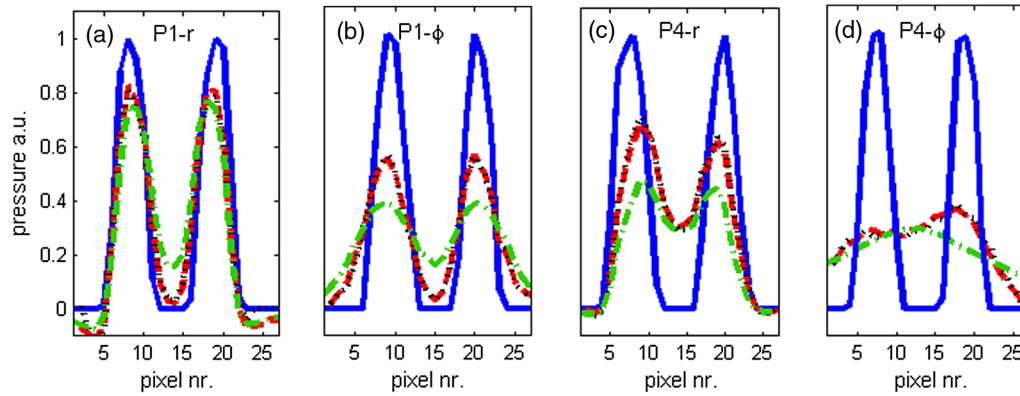 (a) P1-r
(b) P1-ϕ
(c) P4-r
(d) P4-ϕ
pressure a.u.
1
0.8
0.6
0.4
0.2
0
5 10 15 20 25
5 10 15 20 25
5 10 15 20 25
5 10 15 20 25
pixel nr.
pixel nr.
pixel nr.
pixel nr.